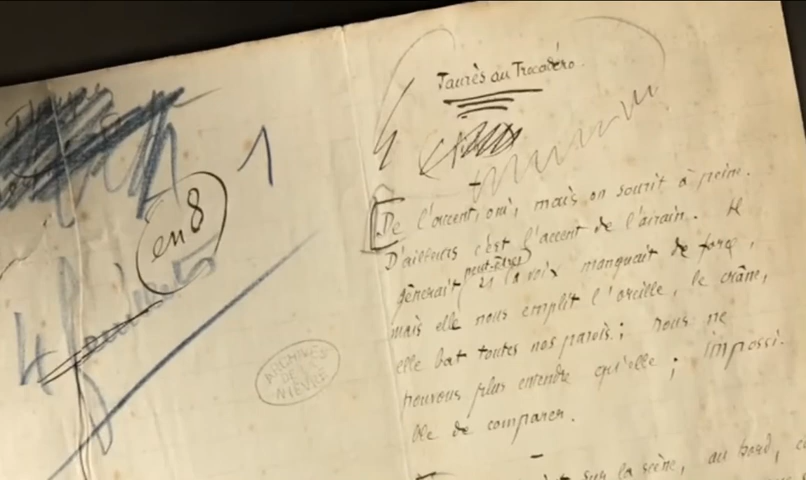 1
en 8
4
ARCHIVES
DE LA
NIÈVRE
Jaurès au Trocadéro.
De l'accent, oui, mais on sourit à peine.
D'ailleurs c'est l'accent de l'airain. Il
gênerait peut-être si la voix manquait de force,
mais elle nous emplit l'oreille, le crâne,
elle bat toutes nos parois ; nous ne
pouvons plus entendre qu'elle ; impossi-
ble de comparer.
sur la scène, au bord,